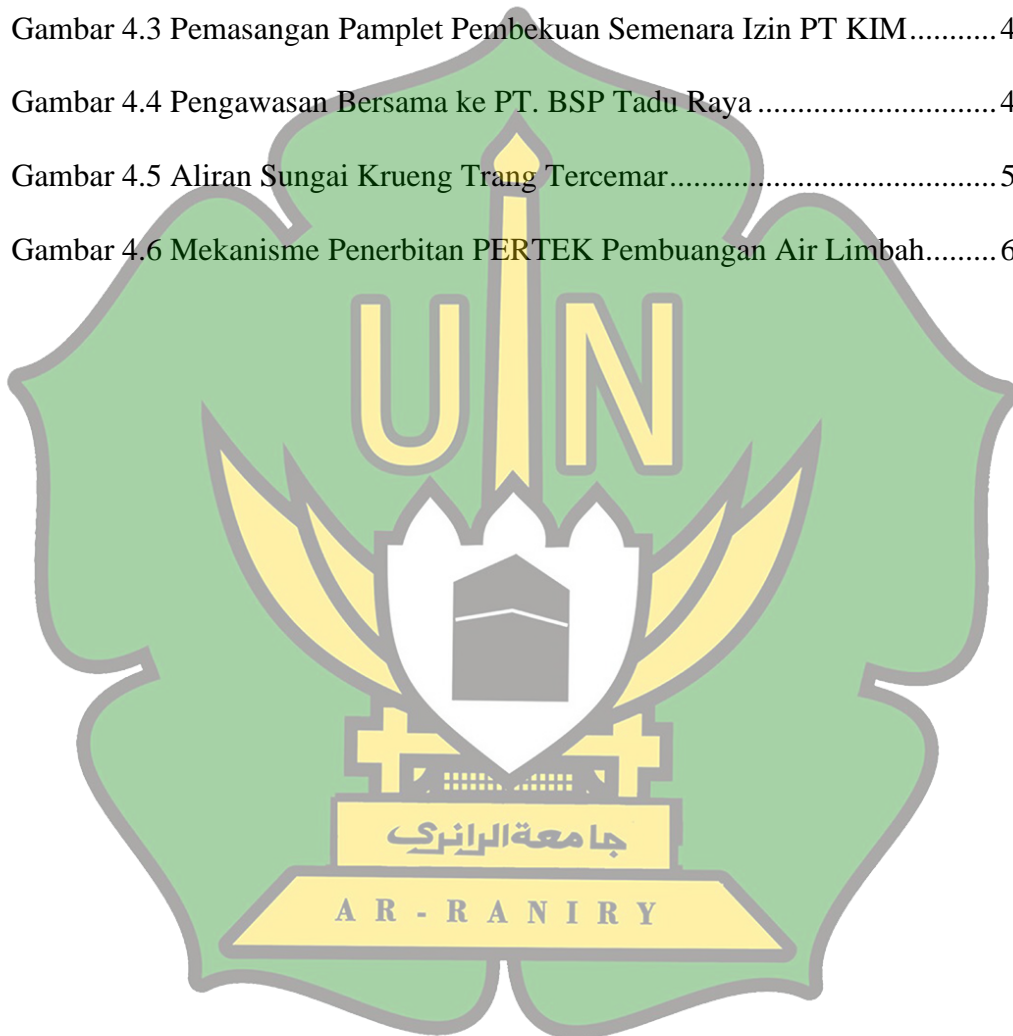 Gambar 4.3 Pemasangan Pamplet Pembekuan Semenara Izin PT KIM........... 4
Gambar 4.4 Pengawasan Bersama ke PT. BSP Tadu Raya ............................ 4
Gambar 4.5 Aliran Sungai Krueng Trang Tercemar...................................... 5
Gambar 4.6 Mekanisme Penerbitan PERTEK Pembuangan Air Limbah......... 6
UIN
جامعة الرانري
AR-RANIRY